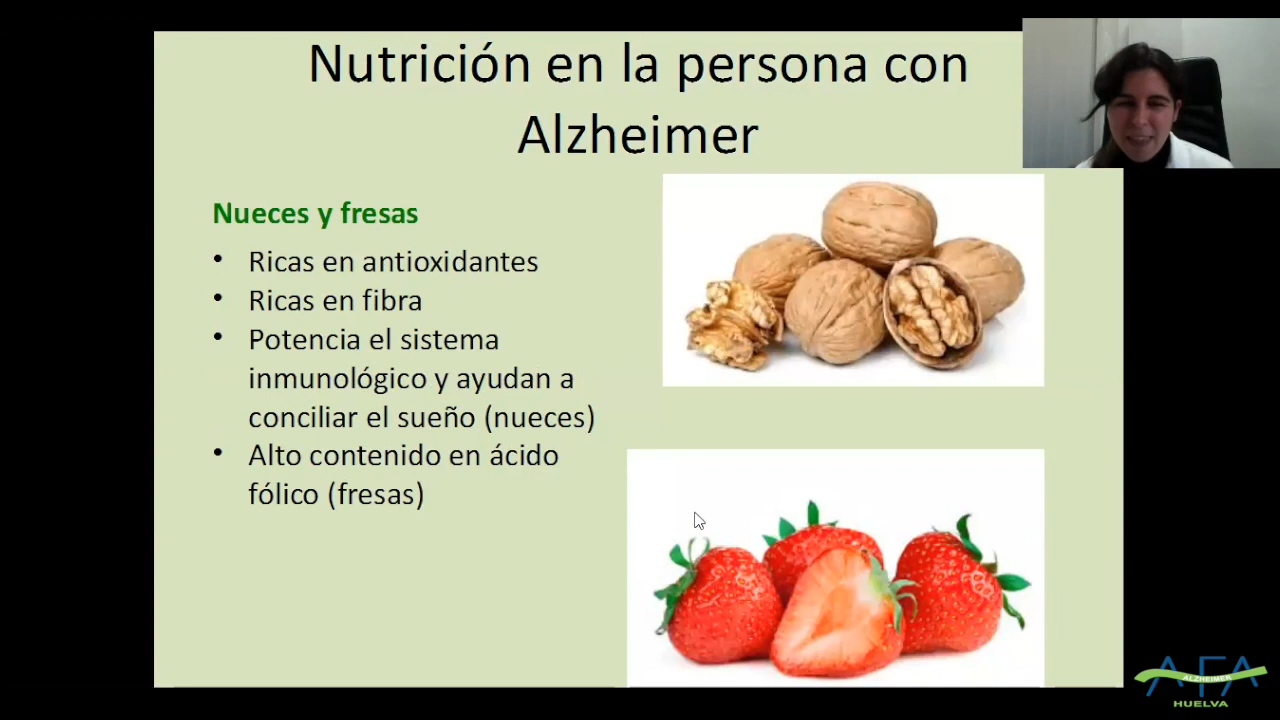 Nutrición en la persona con
Alzheimer
Nueces y fresas
• Ricas en antioxidantes
• Ricas en fibra
• Potencia el sistema
inmunológico y ayudan a
conciliar el sueño (nueces)
• Alto contenido en ácido
fólico (fresas)
AFA
ALZHEIMER
HUELVA